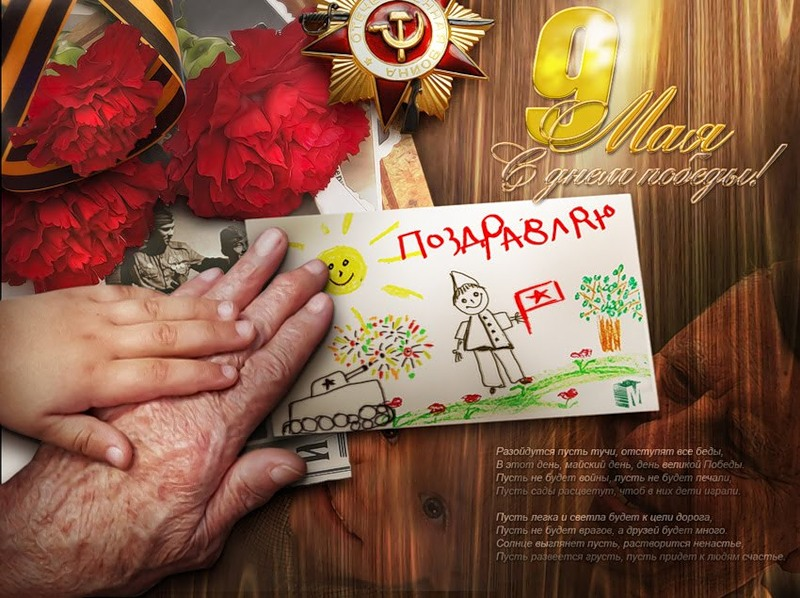 ОТЕЧЕСТВЕННАЯ ВОЙНА
9 Мая
С днем победы!
ПОЗДРАВЛЯЮ
М
Разойдутся пусть тучи, отступят все беды,
В этот день, майский день, день великой Победы.
Пусть не будет войны, пусть не будет печали,
Пусть сады расцветут, чтоб в них дети играли.
Пусть легка и светла будет к цели дорога,
Пусть не будет врагов, а друзей будет много.
Солнце выглянет пусть, растворится ненастье,
Пусть развеется грусть, пусть придет к людям счастье.